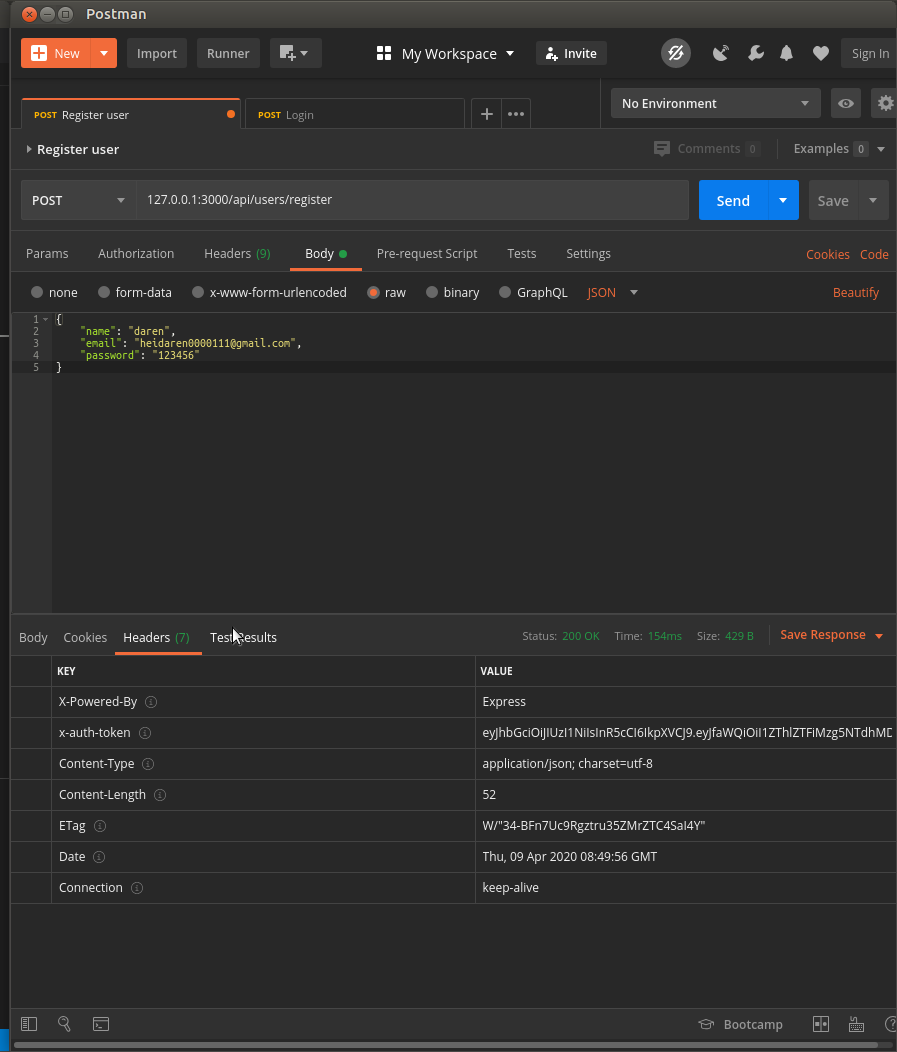 Postman
New Import Runner My Workspace Invite Sign In
POST Register user POST Login No Environment
Register user Comments 0 Examples 0
POST 127.0.0.1:3000/api/users/register Send Save
Params Authorization Headers (9) Body Pre-request Script Tests Settings Cookies Code
none form-data x-www-form-urlencoded raw binary GraphQL JSON Beautify
1 {
2 "name": "daren",
3 "email": "heidaren0000111@gmail.com",
4 "password": "123456"
5 }
Body Cookies Headers (7) Test Results Status: 200 OK Time: 154ms Size: 429 B Save Response
KEY VALUE
X-Powered-By Express
x-auth-token
Content-Type application/json; charset=utf-8
Content-Length 52
ETag W/"34-BFn7Uc9Rgztru35ZMrZTC4SaI4Y"
Date Thu, 09 Apr 2020 08:49:56 GMT
Connection keep-alive
Bootcamp